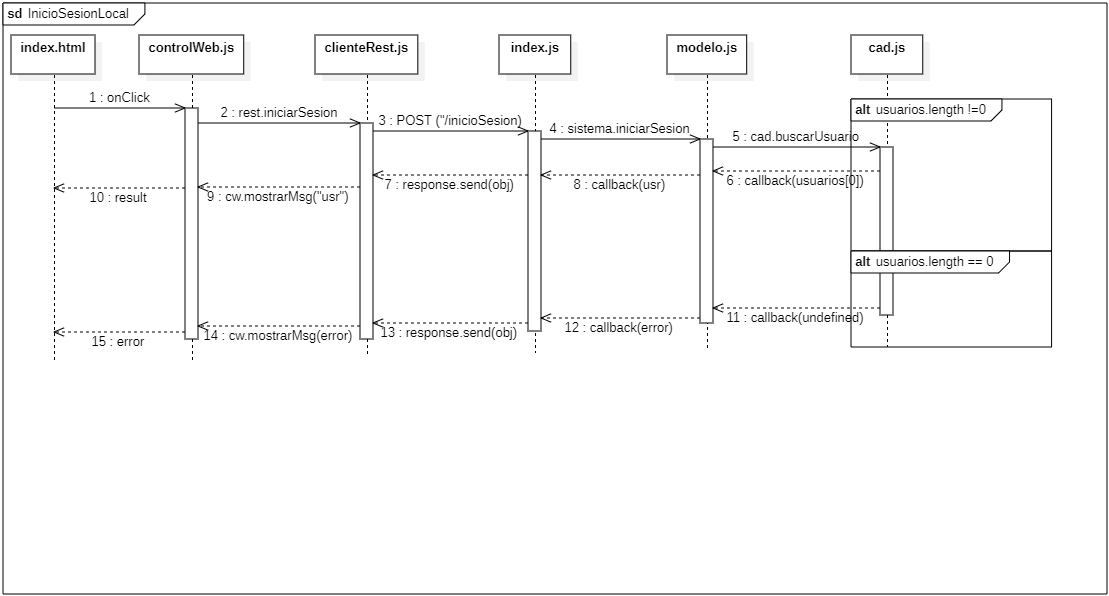 sd InicioSesionLocal
index.html
controlWeb.js
clienteRest.js
index.js
modelo.js
cad.js
1 : onClick
2 : rest.iniciarSesion
3 : POST ("/inicioSesion)
4 : sistema.iniciarSesion
5 : cad.buscarUsuario
alt usuarios.length !=0
6 : callback(usuarios[0])
8 : callback(usr)
7 : response.send(obj)
9 : cw.mostrarMsg("usr")
10 : result
alt usuarios.length == 0
11 : callback(undefined)
12 : callback(error)
13 : response.send(obj)
14 : cw.mostrarMsg(error)
15 : error